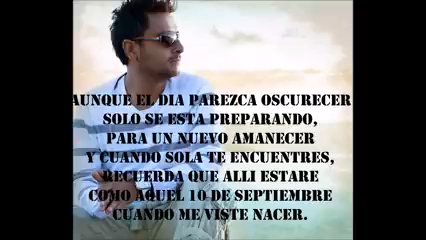 AUNQUE EL DIA PAREZCA OSCURECER
SOLO SE ESTA PREPARANDO,
PARA UN NUEVO AMANECER
Y CUANDO SOLA TE ENCUENTRES,
RECUERDA QUE ALLI ESTARE
COMO AQUEL 10 DE SEPTIEMBRE
CUANDO ME VISTE NACER.